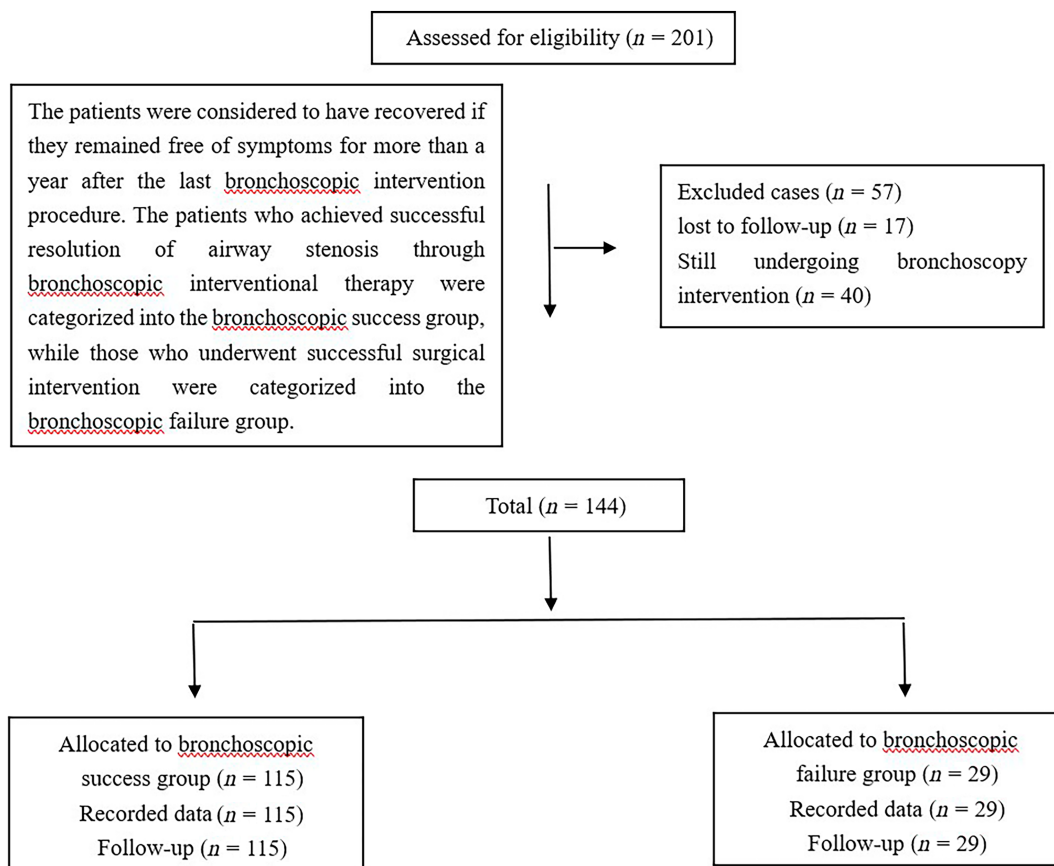 Assessed for eligibility (n = 201)
The patients were considered to have recovered if
they remained free of symptoms for more than a
year after the last bronchoscopic intervention
procedure. The patients who achieved successful
resolution of airway stenosis through
bronchoscopic interventional therapy were
categorized into the bronchoscopic success group,
while those who underwent successful surgical
intervention were categorized into the
bronchoscopic failure group.
Excluded cases (n = 57)
lost to follow-up (n = 17)
Still undergoing bronchoscopy
intervention (n = 40)
Total (n = 144)
Allocated to bronchoscopic
success group (n = 115)
Recorded data (n = 115)
Follow-up (n = 115)
Allocated to bronchoscopic
failure group (n = 29)
Recorded data (n = 29)
Follow-up (n = 29)